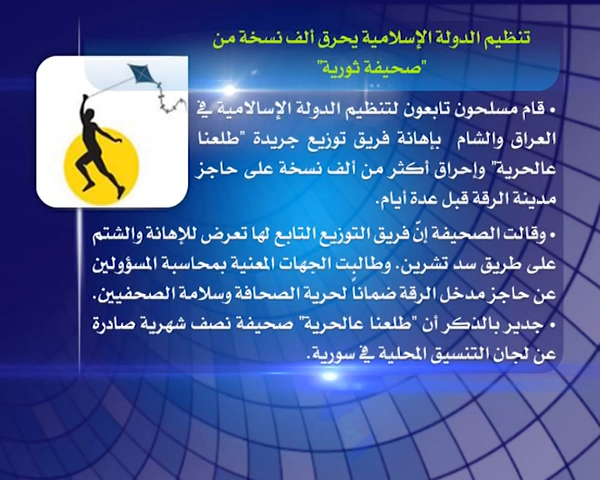 تنظيم الدولة الإسلامية يحرق ألف نسخة من
"صحيفة ثورية"
• قام مسلحون تابعون لتنظيم الدولة الإسالامية في
العراق والشام بإهانة فريق توزيع جريدة "طلعنا
عالحرية" وإحراق أكثر من ألف نسخة على حاجز
مدينة الرقة قبل عدة أيام.
• وقالت الصحيفة إنّ فريق التوزيع التابع لها تعرض للإهانة والشتم
على طريق سد تشرين. وطالبت الجهات المعنية بمحاسبة المسؤولين
عن حاجز مدخل الرقة ضماناً لحرية الصحافة وسلامة الصحفيين.
• جدير بالذكر أن "طلعنا عالحرية" صحيفة نصف شهرية صادرة
عن لجان التنسيق المحلية في سورية.